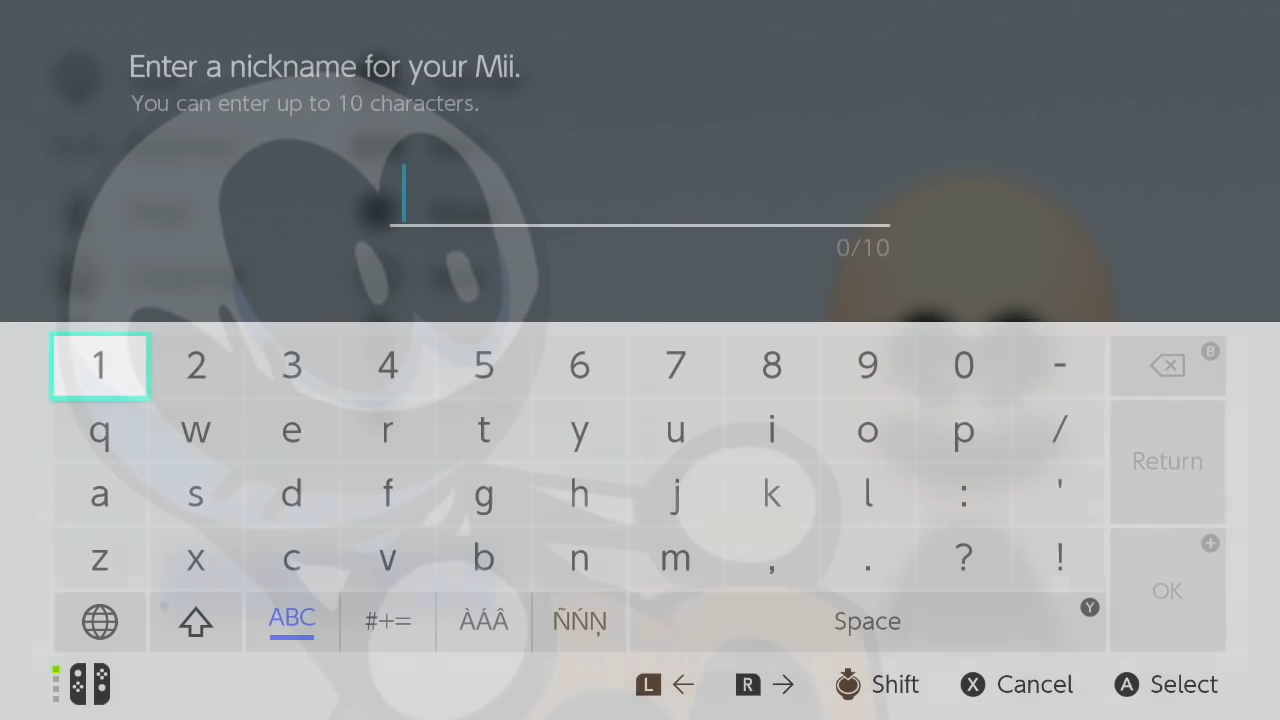 Enter a nickname for your Mii.
You can enter up to 10 characters.
0/10
1 2 3 4 5 6 7 8 9 0 - B
q w e r t y u i o p /
a s d f g h j k l : ' Return
z x c v b n m , . ? ! +
OK
ABC #+= ÀÁÂ ÑŃŅ Space Y
L ← R → Shift X Cancel A Select